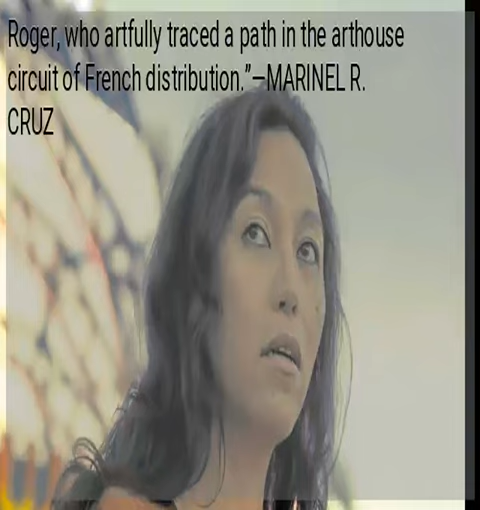 Roger, who artfully traced a path in the arthouse
circuit of French distribution.”—MARINEL R.
CRUZ